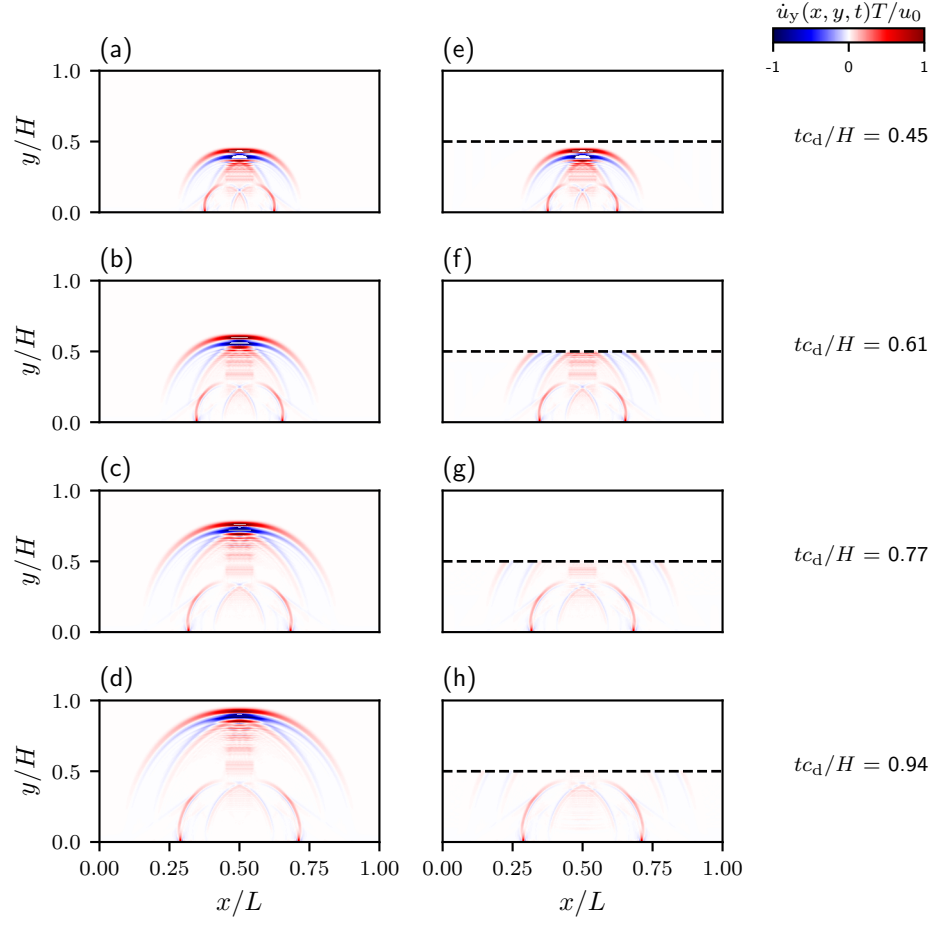 u̇y(x, y, t)T/u0
-1 0 1
(a) (e)
1.0
0.5
0.0
y/H
tcd/H = 0.45
(b) (f)
1.0
0.5
0.0
y/H
tcd/H = 0.61
(c) (g)
1.0
0.5
0.0
y/H
tcd/H = 0.77
(d) (h)
1.0
0.5
0.0
y/H
tcd/H = 0.94
0.00 0.25 0.50 0.75 1.00 0.00 0.25 0.50 0.75 1.00
x/L x/L